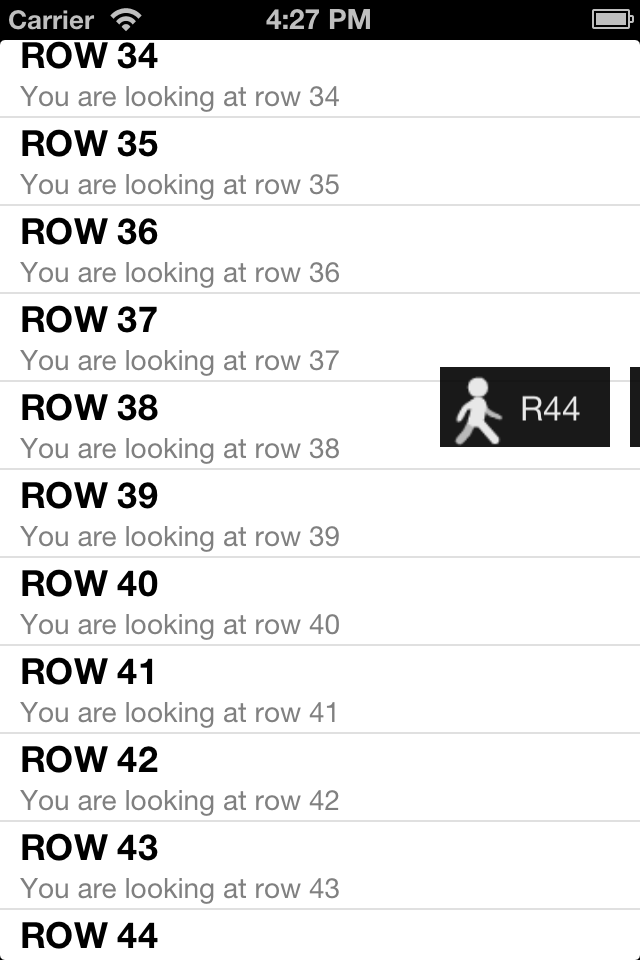 Carrier 4:27 PM
ROW 34
You are looking at row 34
ROW 35
You are looking at row 35
ROW 36
You are looking at row 36
ROW 37
You are looking at row 37
ROW 38
R44
You are looking at row 38
ROW 39
You are looking at row 39
ROW 40
You are looking at row 40
ROW 41
You are looking at row 41
ROW 42
You are looking at row 42
ROW 43
You are looking at row 43
ROW 44